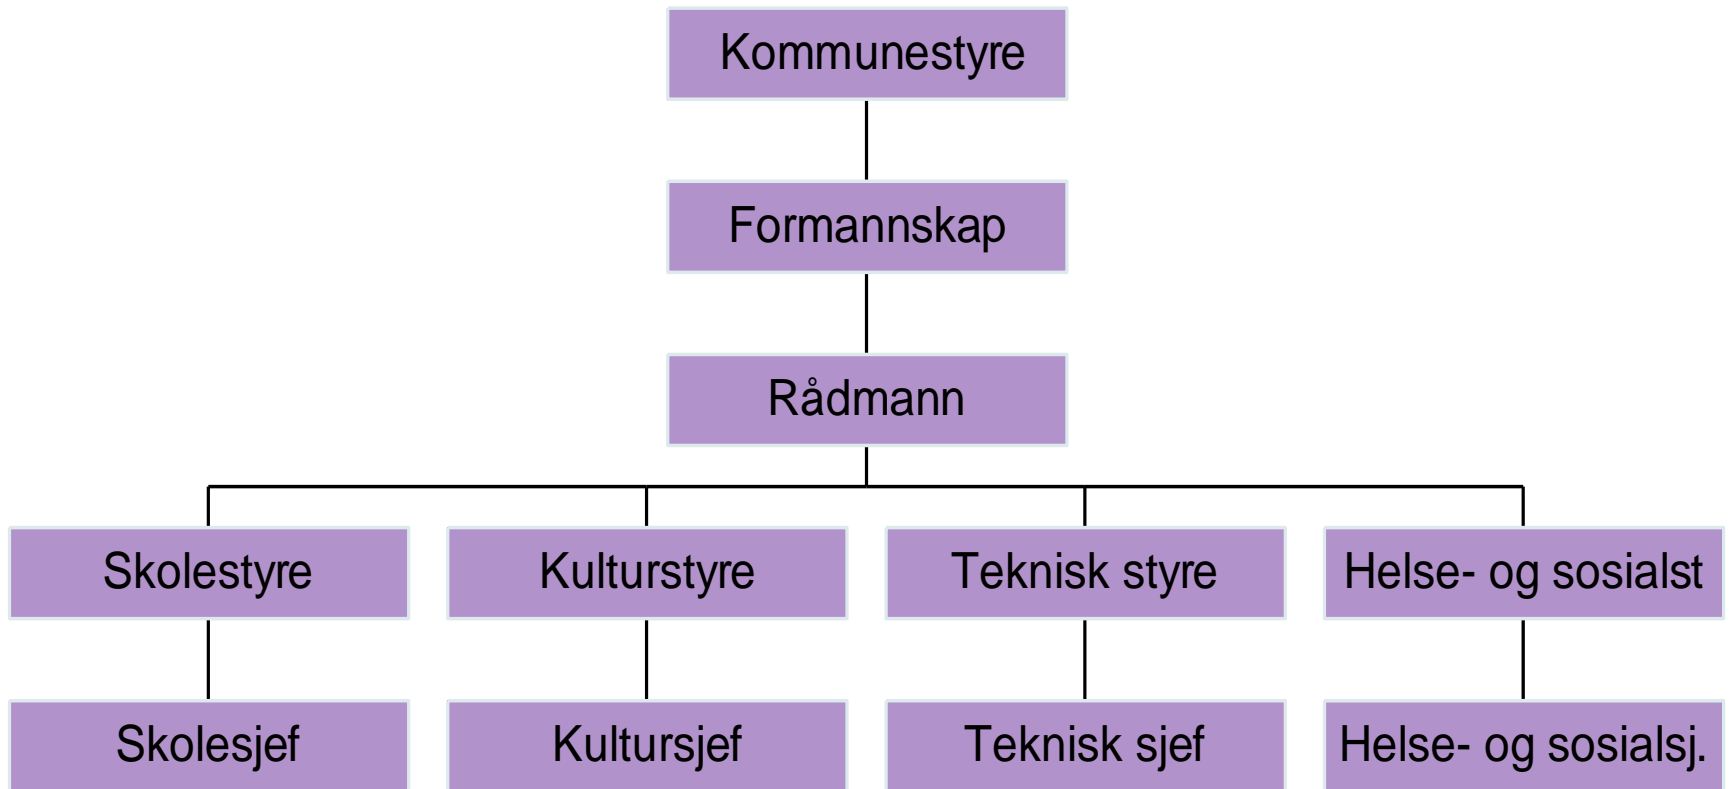 Kommunestyre
Formannskap
Rådmann
Skolestyre
Kulturstyre
Teknisk styre
Helse- og sosialst
Skolesjef
Kultursjef
Teknisk sjef
Helse- og sosialsj.